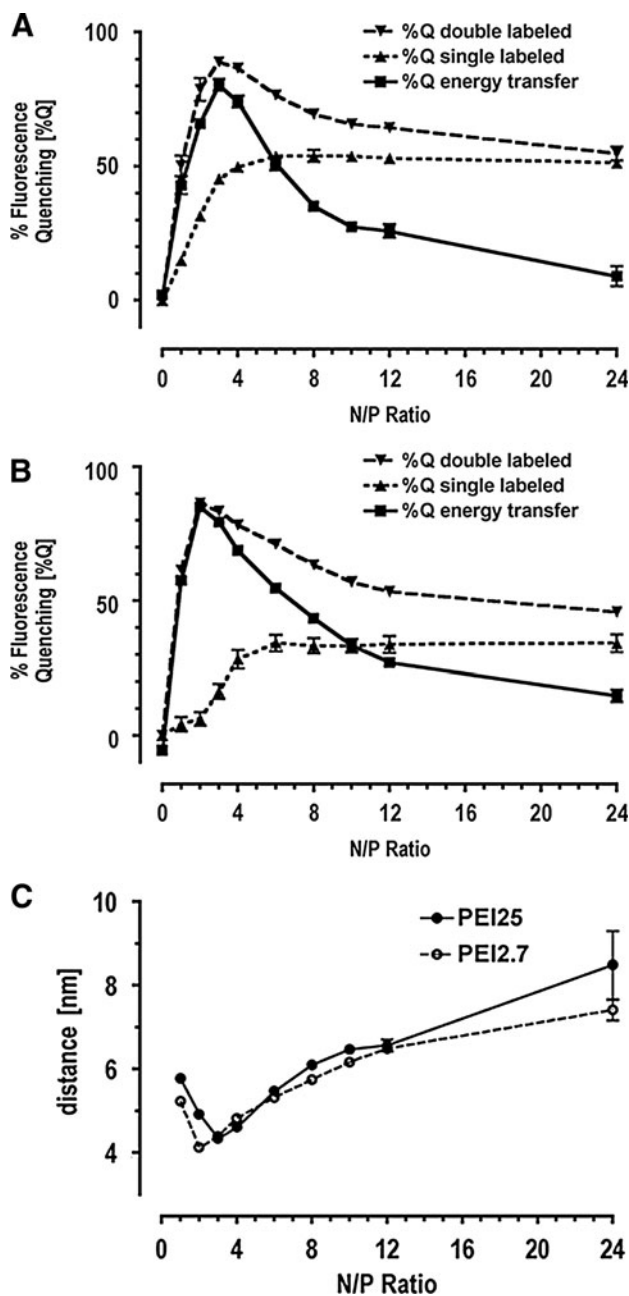 A
100
50
0
% Fluorescence
Quenching [%Q]
%Q double labeled
%Q single labeled
%Q energy transfer
0 4 8 12 16 20 24
N/P Ratio
B
100
50
0
% Fluorescence
Quenching [%Q]
%Q double labeled
%Q single labeled
%Q energy transfer
0 4 8 12 16 20 24
N/P Ratio
C
10
8
6
4
distance [nm]
PEI25
PEI2.7
0 4 8 12 16 20 24
N/P Ratio